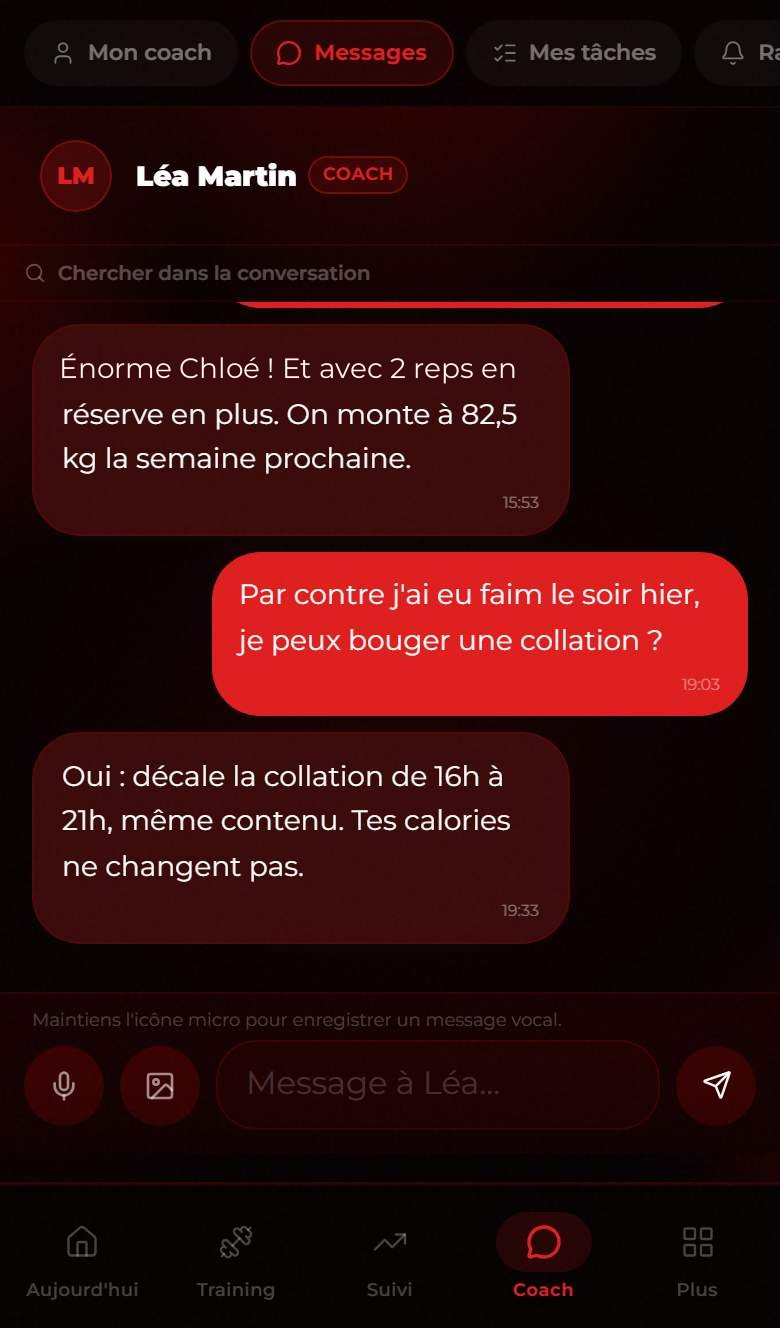 Mon coach
Messages
Mes tâches
LM
Léa Martin
COACH
Chercher dans la conversation
Énorme Chloé ! Et avec 2 reps en
réserve en plus. On monte à 82,5
kg la semaine prochaine.
15:53
Par contre j'ai eu faim le soir hier,
je peux bouger une collation ?
19:03
Oui : décale la collation de 16h à
21h, même contenu. Tes calories
ne changent pas.
19:33
Maintiens l'icône micro pour enregistrer un message vocal.
Message à Léa...
Aujourd'hui
Training
Suivi
Coach
Plus